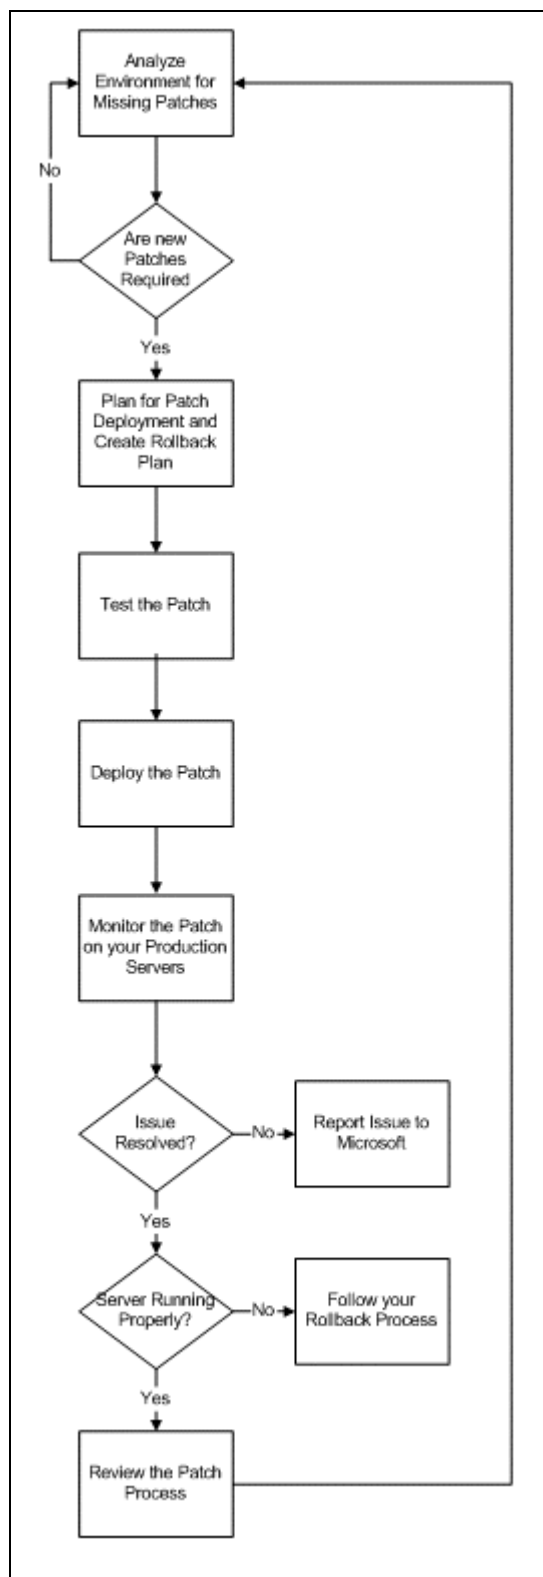 Analyze
Environment for
Missing Patches
No
Are new
Patches
Required
Yes
Plan for Patch
Deployment and
Create Rollback
Plan
Test the Patch
Deploy the Patch
Monitor the Patch
on your Production
Servers
Issue
Resolved?
No
Report Issue to
Microsoft
Yes
Server Running
Properly?
No
Follow your
Rollback Process
Yes
Review the Patch
Process